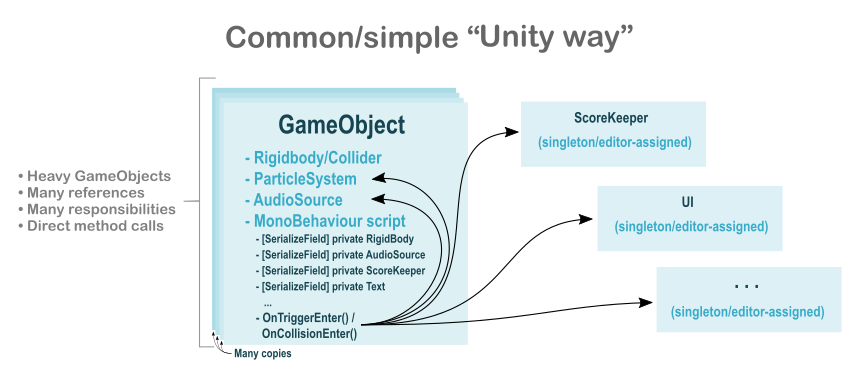 Common/simple “Unity way”
• Heavy GameObjects
• Many references
• Many responsibilities
• Direct method calls
GameObject
- Rigidbody/Collider
- ParticleSystem
- AudioSource
- MonoBehaviour script
- [SerializeField] private RigidBody
- [SerializeField] private AudioSource
- [SerializeField] private ScoreKeeper
- [SerializeField] private Text
...
- OnTriggerEnter() /
OnCollisionEnter()
Many copies
ScoreKeeper
(singleton/editor-assigned)
UI
(singleton/editor-assigned)
. . .
(singleton/editor-assigned)